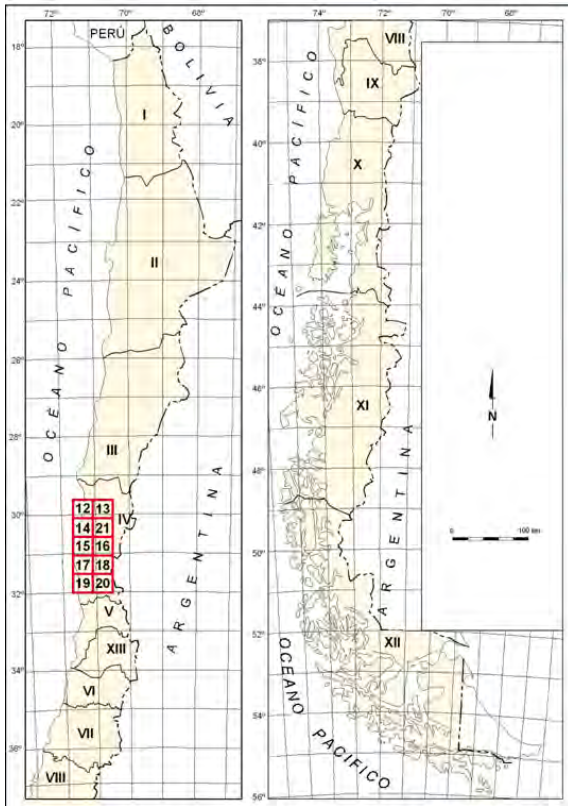 72° 70° 68°
PERÚ
BOLIVIA
18°
I
20°
OCÉANO PACÍFICO
22°
II
24°
26°
28°
III
30°
12 13
IV
14 21
15 16
17 18
19 20
32°
V
ARGENTINA
XIII
34°
VI
VII
36°
VIII
74° 72° 70°
VIII
38°
IX
OCÉANO PACÍFICO
40°
X
42°
44°
46°
XI
N
48°
ARGENTINA
50°
0 100 km
52°
XII
OCÉANO PACÍFICO
54°
56°
74° 72° 70° 68°